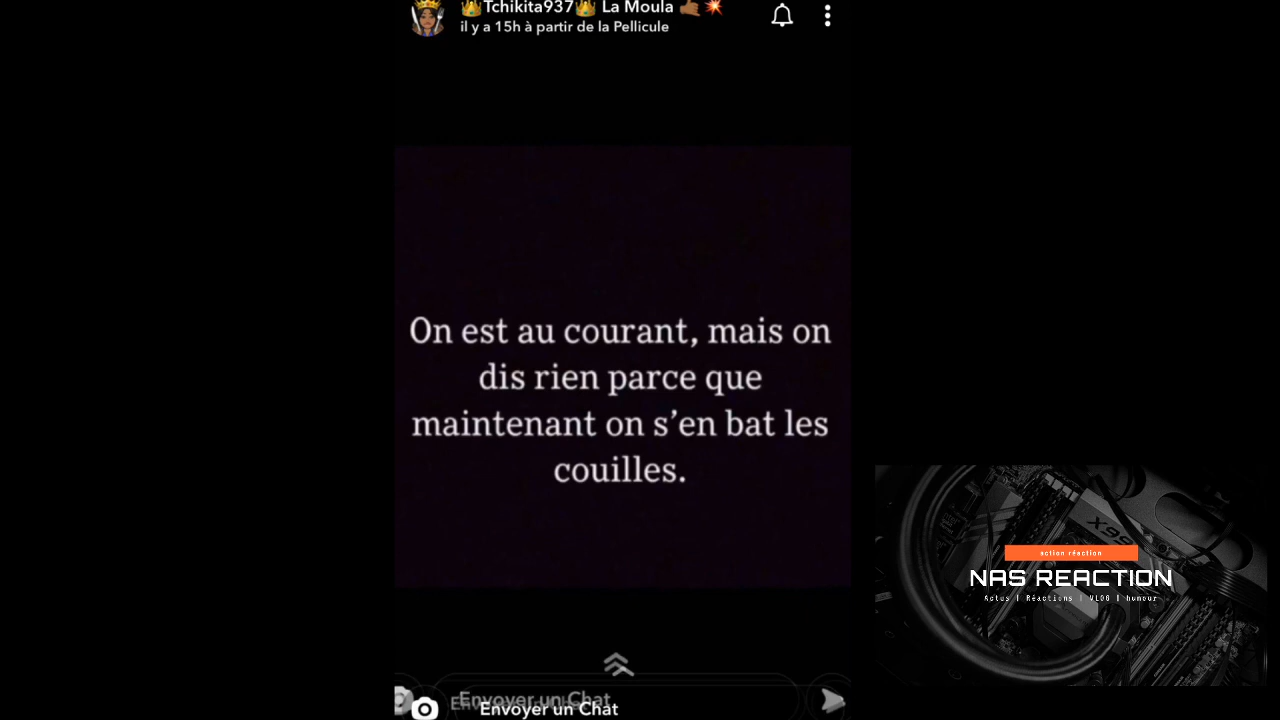 👑Tchikita937👑 La Moula 🤙🏾💥
il y a 15h à partir de la Pellicule
On est au courant, mais on
dis rien parce que
maintenant on s’en bat les
couilles.
X99
action réaction
NAS REACTION
Actus | Réactions | VLOG | humour
Envoyer un Chat
Envoyer un Chat